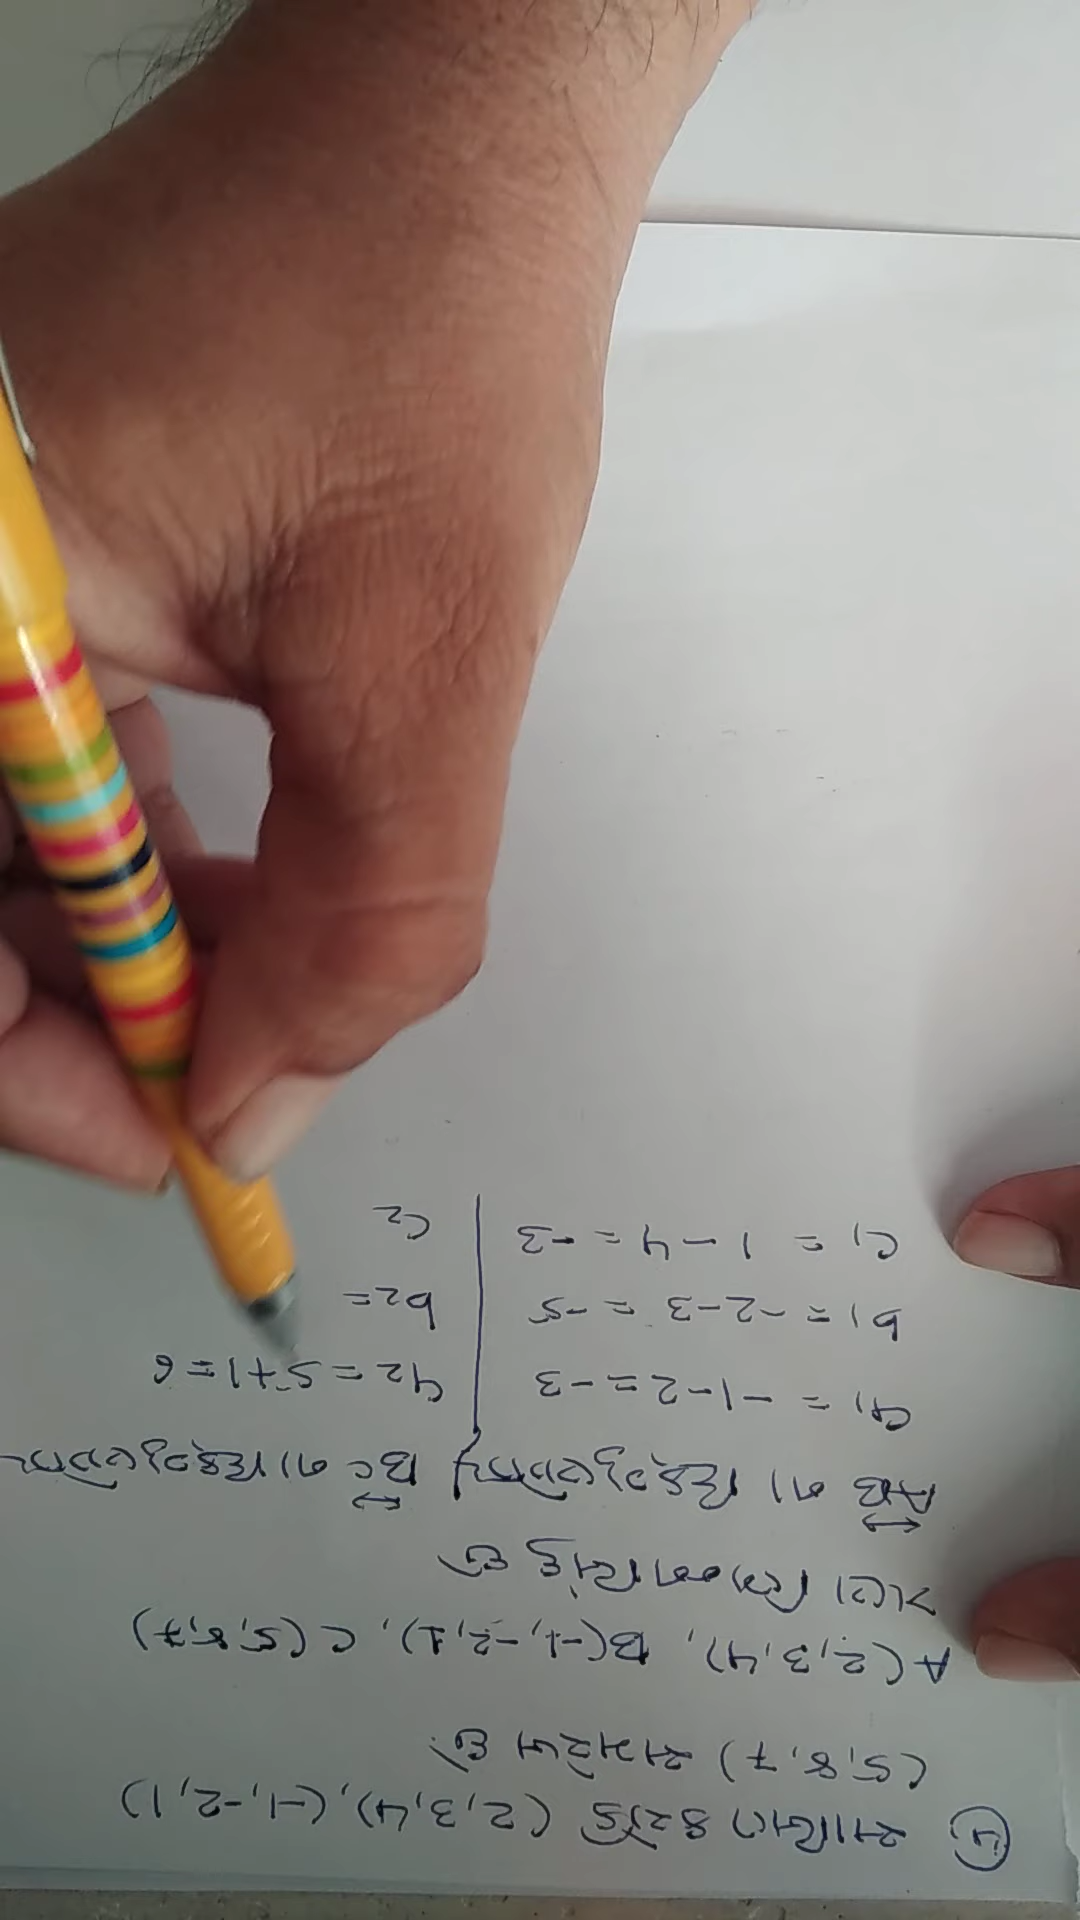 (4) સાબિત કરો કે (2,3,4), (-1,-2,1)
(5,8,7) સમરેખ છે.
A(2,3,4), B(-1,-2,1), C(5,8,7)
છે
AB ના BC ના
a1 = -1-2 = -3 a2 = 5+1 = 6
b1 = -2-3 = -5 b2 =
c1 = 1-4 = -3 c2